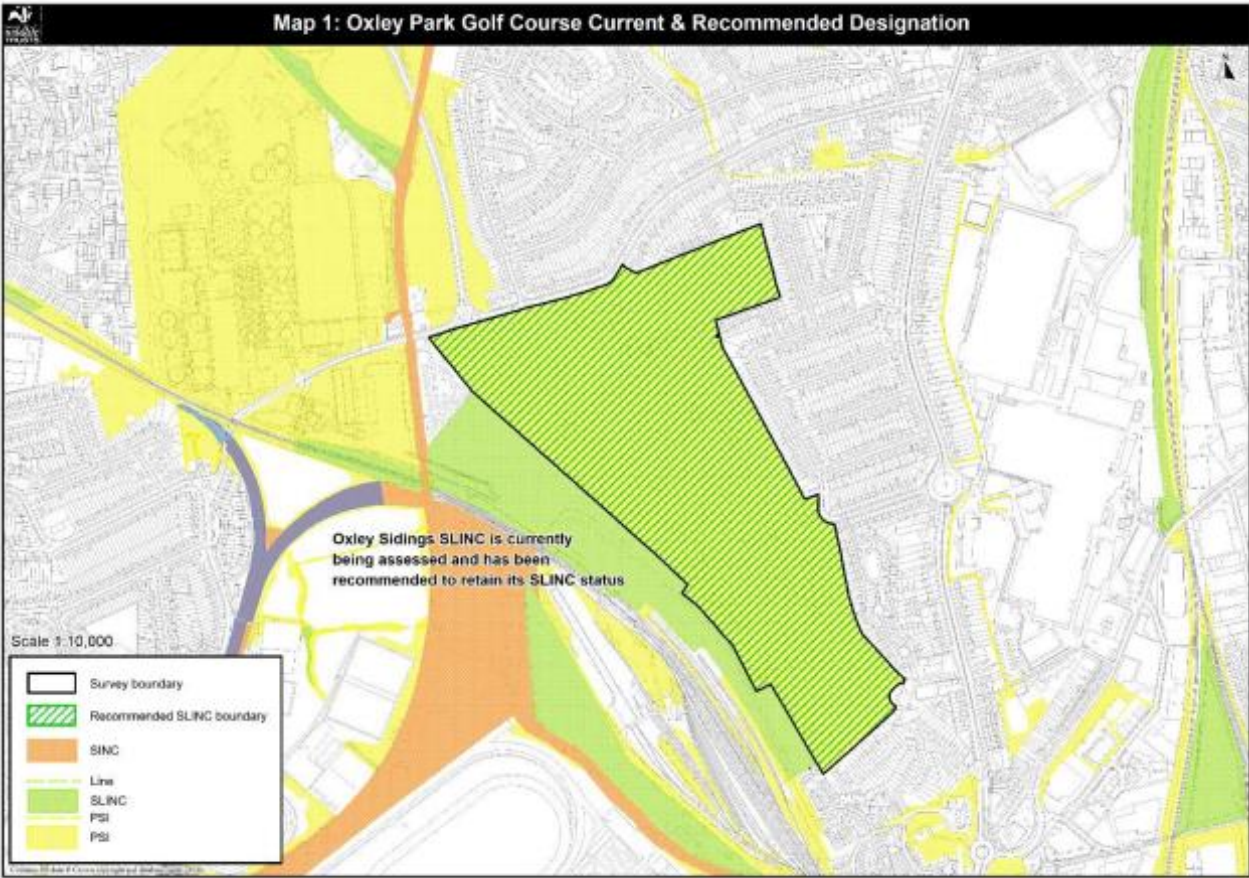 Map 1: Oxley Park Golf Course Current & Recommended Designation
N
Oxley Sidings SLINC is currently
being assessed and has been
recommended to retain its SLINC status
Scale 1:10,000
Survey boundary
Recommended SLINC boundary
SINC
Line
SLINC
PSI
PSI